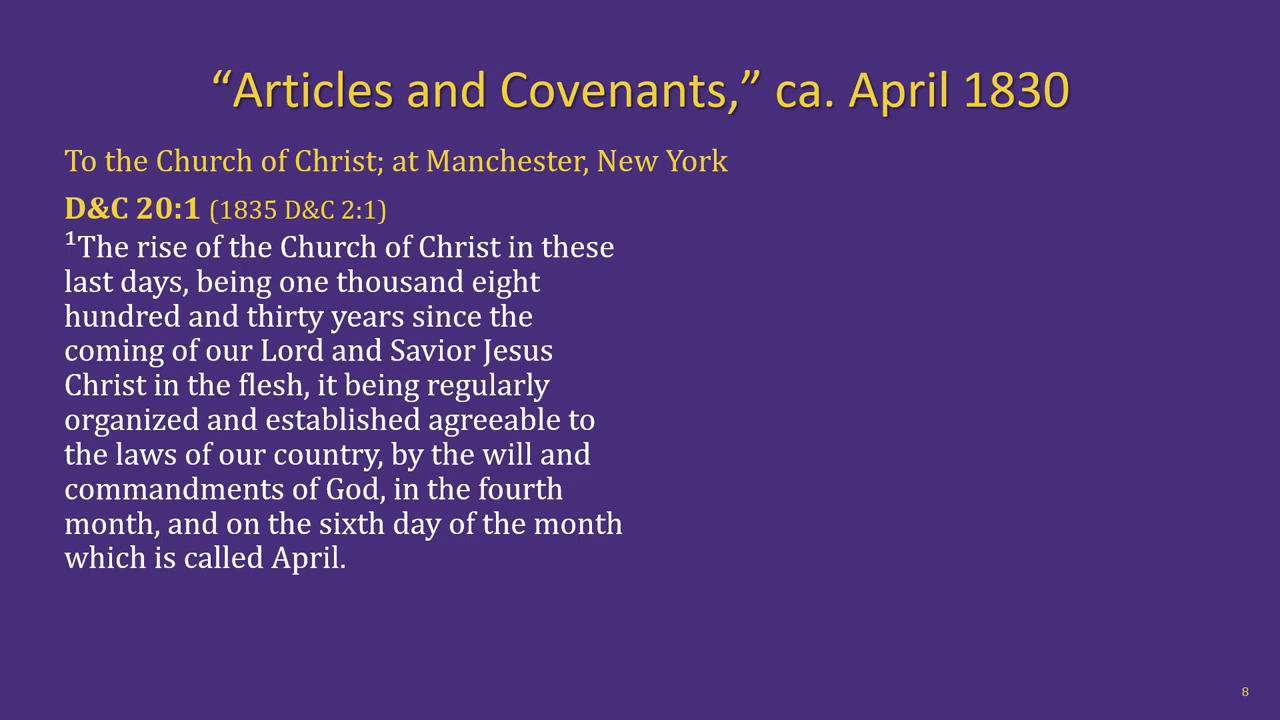 “Articles and Covenants,” ca. April 1830
To the Church of Christ; at Manchester, New York
D&C 20:1 (1835 D&C 2:1)
¹The rise of the Church of Christ in these
last days, being one thousand eight
hundred and thirty years since the
coming of our Lord and Savior Jesus
Christ in the flesh, it being regularly
organized and established agreeable to
the laws of our country, by the will and
commandments of God, in the fourth
month, and on the sixth day of the month
which is called April.
8